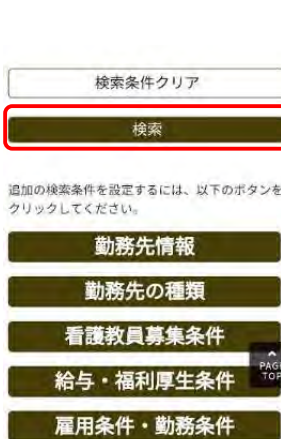 検索条件クリア
検索
追加の検索条件を設定するには、以下のボタンを
クリックしてください。
勤務先情報
勤務先の種類
看護教員募集条件
PAGE
TOP
給与・福利厚生条件
雇用条件・勤務条件